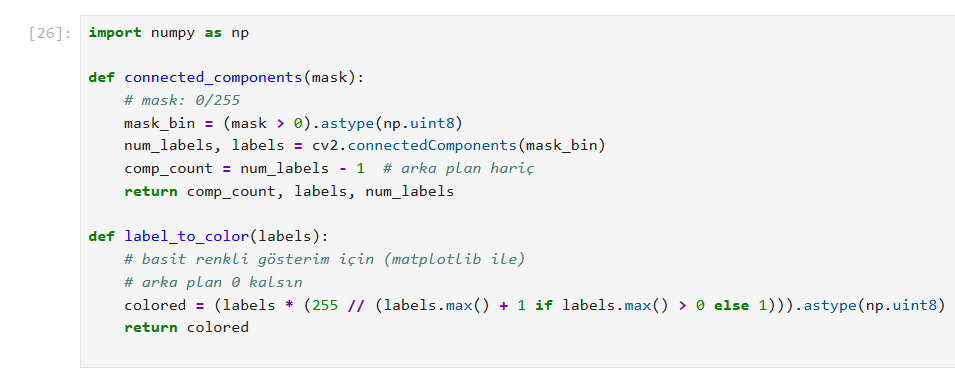 [26]:
import numpy as np
def connected_components(mask):
# mask: 0/255
mask_bin = (mask > 0).astype(np.uint8)
num_labels, labels = cv2.connectedComponents(mask_bin)
comp_count = num_labels - 1  # arka plan hariç
return comp_count, labels, num_labels
def label_to_color(labels):
# basit renkli gösterim için (matplotlib ile)
# arka plan 0 kalsın
colored = (labels * (255 // (labels.max() + 1 if labels.max() > 0 else 1))).astype(np.uint8)
return colored